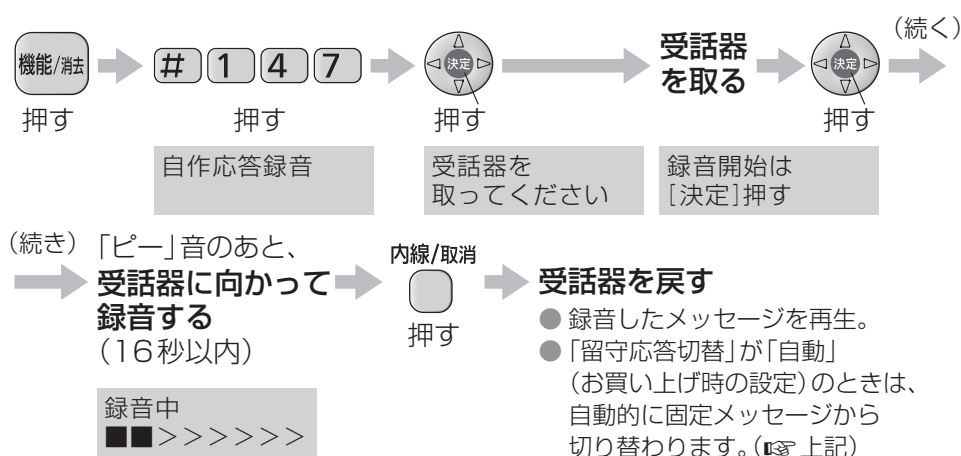 （続く）
機能/消去
# 1 4 7
決定
受話器
を取る
決定
押す
押す
押す
押す
自作応答録音
受話器を
取ってください
録音開始は
[決定]押す
（続き）
「ピー」音のあと、
受話器に向かって
録音する
（16秒以内）
録音中
■■>>>>>>
内線/取消
押す
受話器を戻す
● 録音したメッセージを再生。
● 「留守応答切替」が「自動」
（お買い上げ時の設定）のときは、
自動的に固定メッセージから
切り替わります。（☞ 上記）